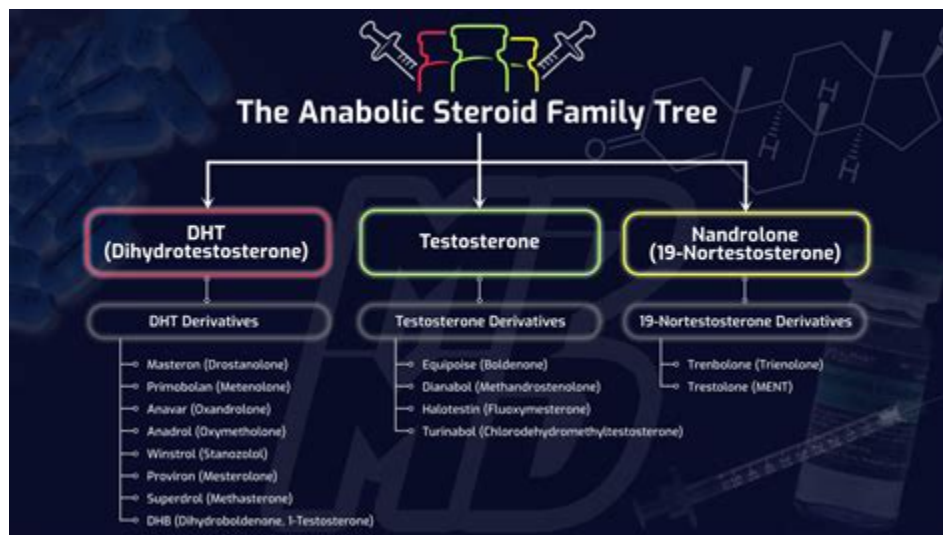 The Anabolic Steroid Family Tree
DHT
(Dihydrotestosterone)
DHT Derivatives
Masteron (Drostanolone)
Primobolan (Metenolone)
Anavar (Oxandrolone)
Anadrol (Oxymetholone)
Winstrol (Stanozolol)
Proviron (Mesterolone)
Superdrol (Methasterone)
DHB (Dihydroboldenone, 1-Testosterone)
Testosterone
Testosterone Derivatives
Equipoise (Boldenone)
Dianabol (Methandrostenolone)
Halotestin (Fluoxymesterone)
Turinabol (Chlorodehydromethyltestosterone)
Nandrolone
(19-Nortestosterone)
19-Nortestosterone Derivatives
Trenbolone (Trienolone)
Trestolone (MENT)
H
H
H